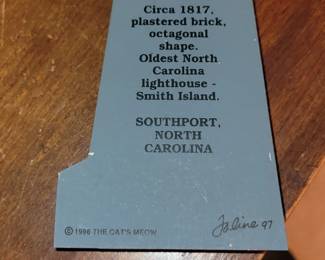 Circa 1817,
plastered brick,
octagonal
shape.
Oldest North
Carolina
lighthouse -
Smith Island.
SOUTHPORT,
NORTH
CAROLINA
© 1996 THE CAT'S MEOW
97